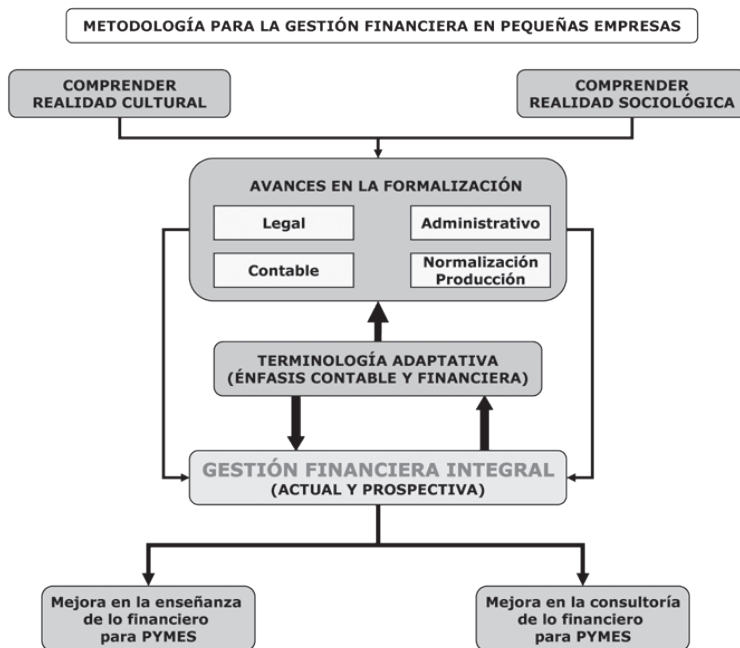 METODOLOGÍA PARA LA GESTIÓN FINANCIERA EN PEQUEÑAS EMPRESAS
COMPRENDER
REALIDAD CULTURAL
COMPRENDER
REALIDAD SOCIOLÓGICA
AVANCES EN LA FORMALIZACIÓN
Legal
Administrativo
Contable
Normalización
Producción
TERMINOLOGÍA ADAPTATIVA
(ÉNFASIS CONTABLE Y FINANCIERA)
GESTIÓN FINANCIERA INTEGRAL
(ACTUAL Y PROSPECTIVA)
Mejora en la enseñanza
de lo financiero
para PYMES
Mejora en la consultoría
de lo financiero
para PYMES